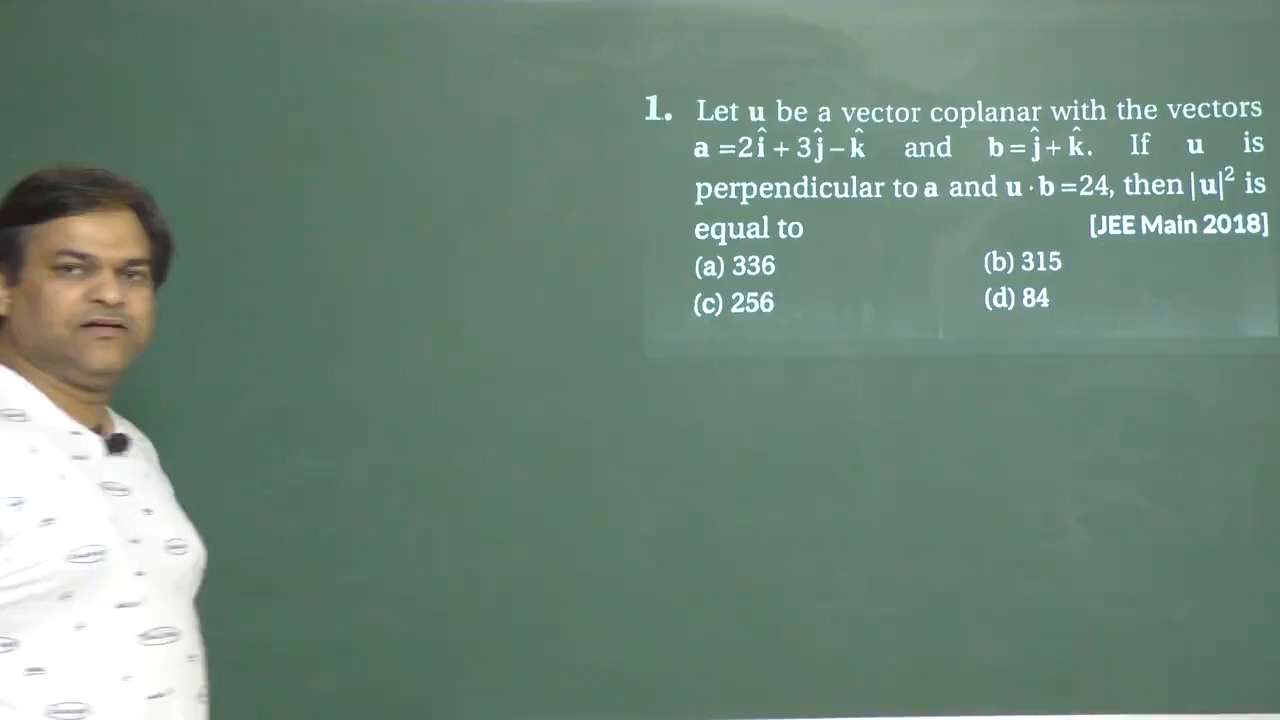 1. Let u be a vector coplanar with the vectors
a =2î + 3ĵ – k̂ and b = ĵ + k̂. If u is
perpendicular to a and u · b = 24, then |u|² is
equal to [JEE Main 2018]
(a) 336 (b) 315
(c) 256 (d) 84